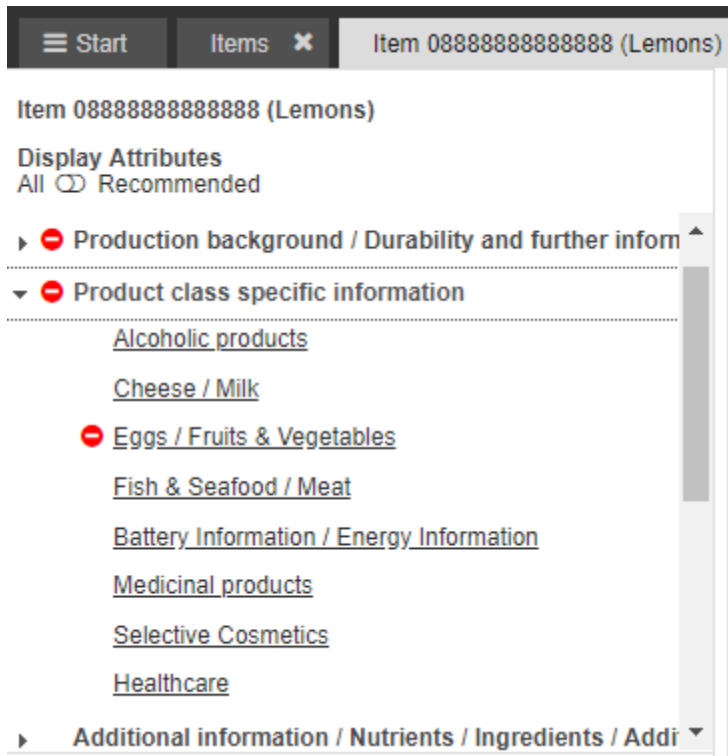 Start
Items
Item 08888888888888 (Lemons)
Item 08888888888888 (Lemons)
Display Attributes
All Recommended
Production background / Durability and further inform
Product class specific information
Alcoholic products
Cheese / Milk
Eggs / Fruits & Vegetables
Fish & Seafood / Meat
Battery Information / Energy Information
Medicinal products
Selective Cosmetics
Healthcare
Additional information / Nutrients / Ingredients / Addi